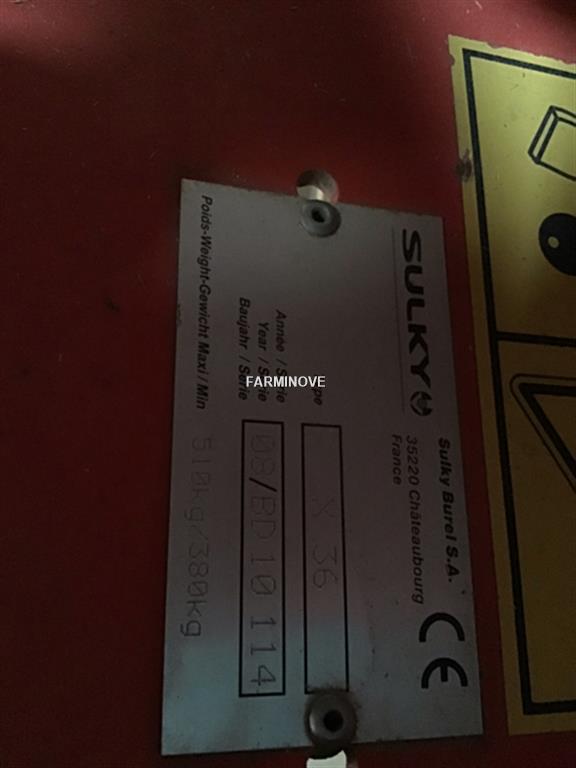 SULKY
Sulky Burel S.A.
35220 Châteaubourg
France
CE
X 36
Année / Série
Year / Serie
Baujahr / Serie
08/BD 10 114
Poids-Weight-Gewicht Maxi/Min 510kg/380kg
FARMINOVE